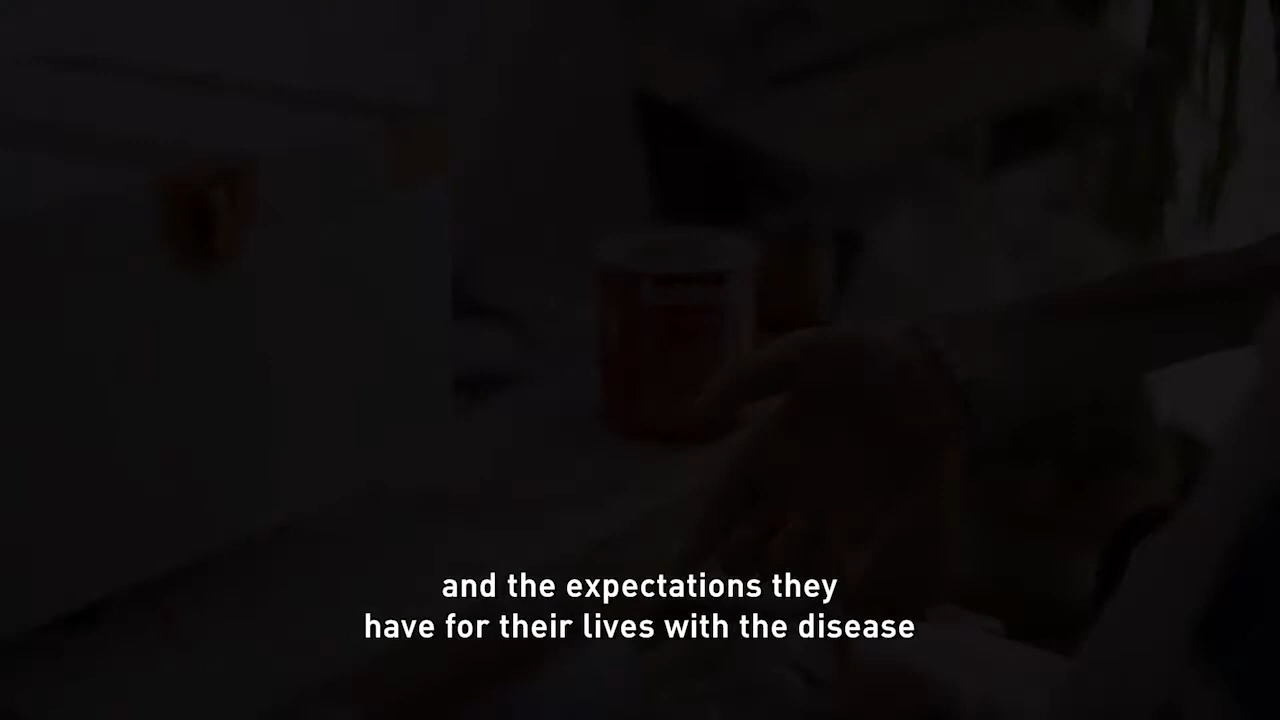 and the expectations they
have for their lives with the disease